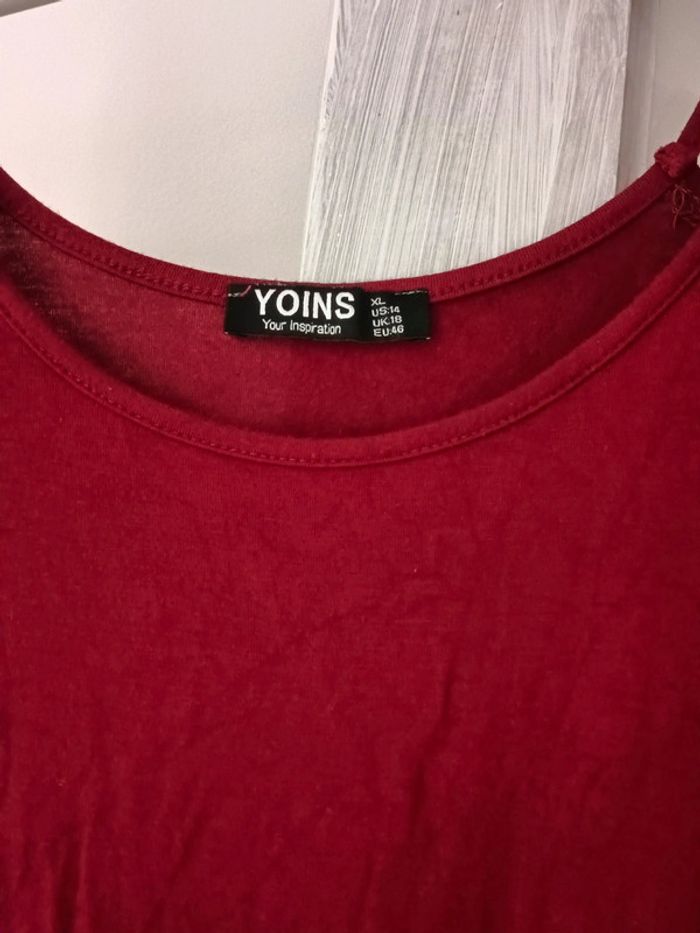 YOINS
Your Inspiration
XL
US:14
UK:18
EU:46